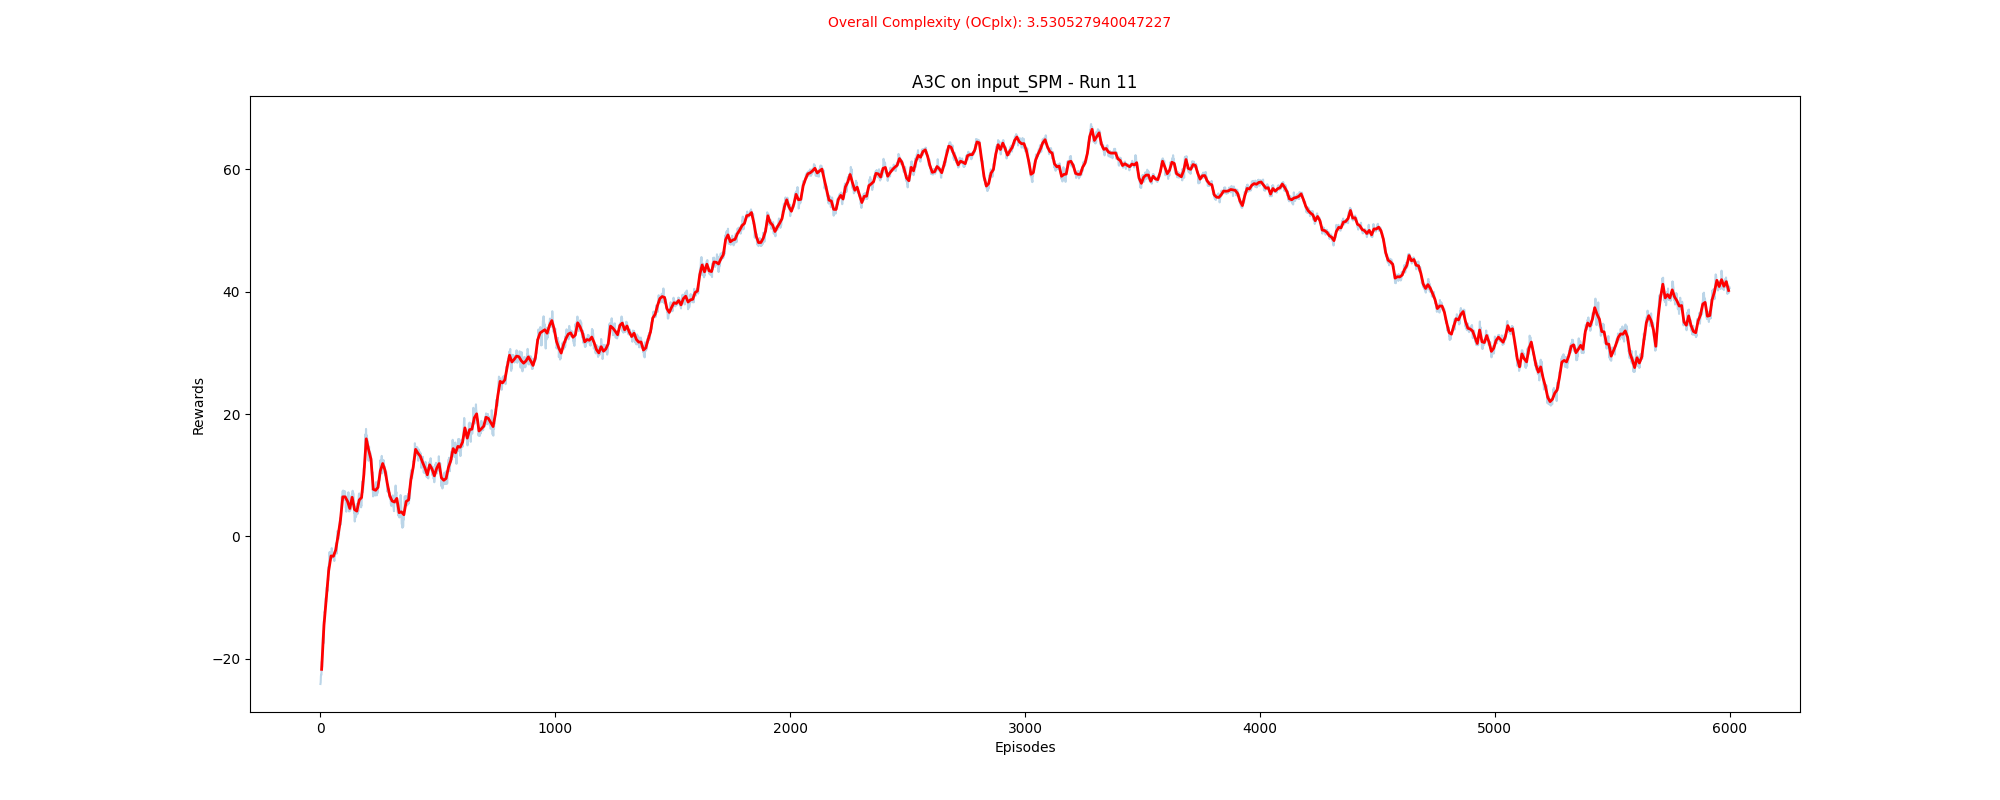 Overall Complexity (OCplx): 3.530527940047227
A3C on input_SPM - Run 11
Rewards
60
40
20
0
−20
0 1000 2000 3000 4000 5000 6000
Episodes